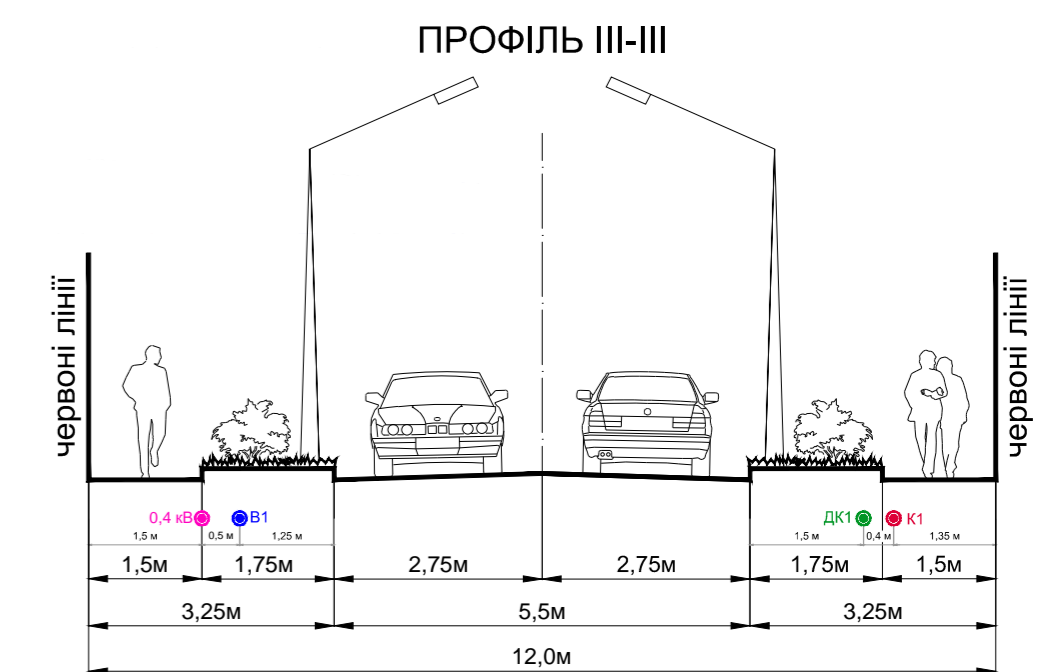 ПРОФІЛЬ III-III
червоні лінії
червоні лінії
0,4 кВ
В1
ДК1
К1
1,5 м
0,5 м
1,25 м
1,5 м
0,4 м
1,35 м
1,5м
1,75м
2,75м
2,75м
1,75м
1,5м
3,25м
5,5м
3,25м
12,0м